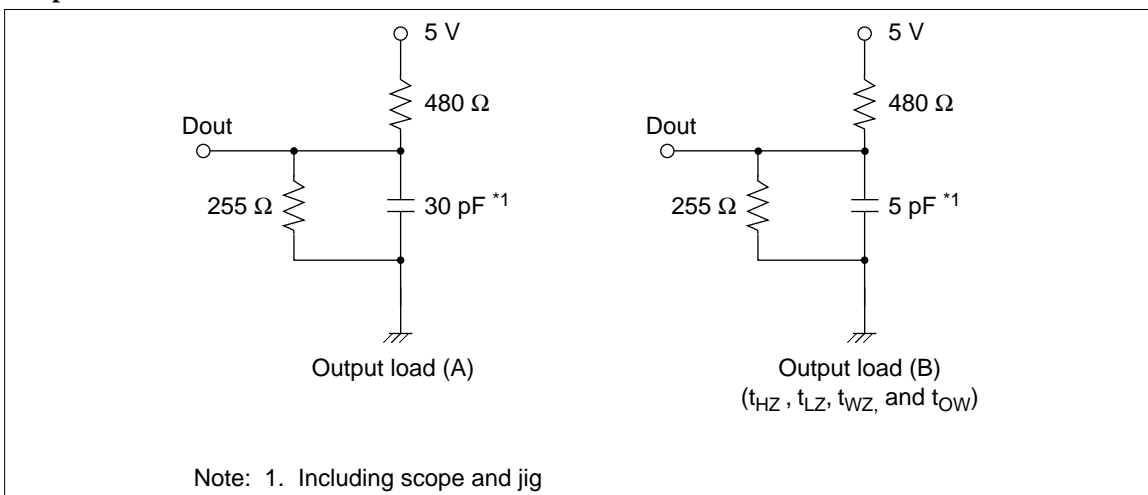 5 V
480 Ω
Dout
255 Ω
30 pF *1
Output load (A)
5 V
480 Ω
Dout
255 Ω
5 pF *1
Output load (B)
(tHZ , tLZ, tWZ, and tOW)
Note: 1. Including scope and jig